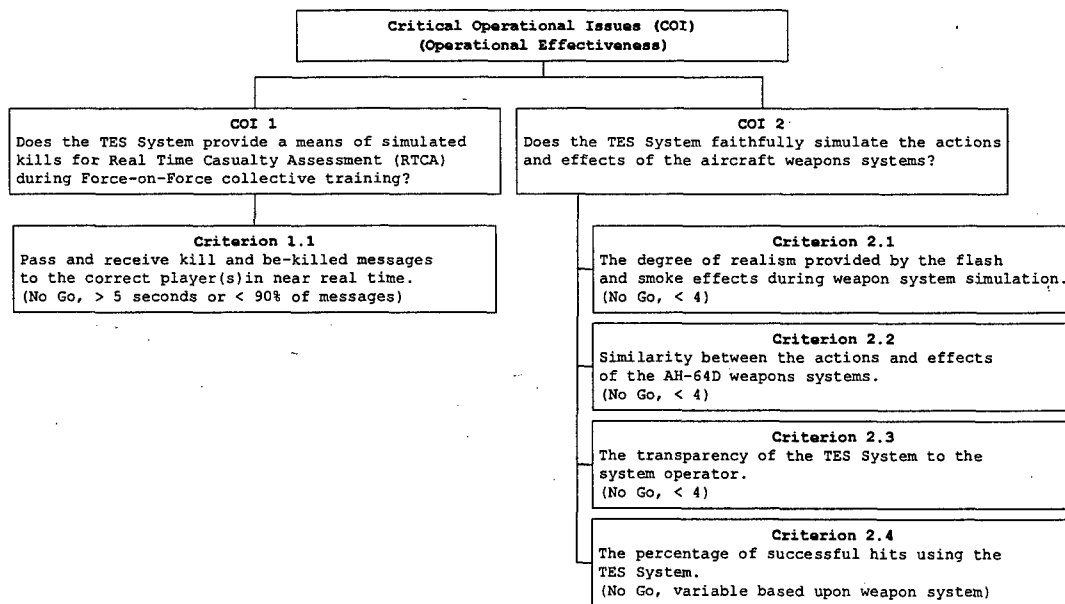 Critical Operational Issues (COI)
(Operational Effectiveness)
COI 1
Does the TES System provide a means of simulated
kills for Real Time Casualty Assessment (RTCA)
during Force-on-Force collective training?
COI 2
Does the TES System faithfully simulate the actions
and effects of the aircraft weapons systems?
Criterion 1.1
Pass and receive kill and be-killed messages
to the correct player(s)in near real time.
(No Go, > 5 seconds or < 90% of messages)
Criterion 2.1
The degree of realism provided by the flash
and smoke effects during weapon system simulation.
(No Go, < 4)
Criterion 2.2
Similarity between the actions and effects
of the AH-64D weapons systems.
(No Go, < 4)
Criterion 2.3
The transparency of the TES System to the
system operator.
(No Go, < 4)
Criterion 2.4
The percentage of successful hits using the
TES System.
(No Go, variable based upon weapon system)